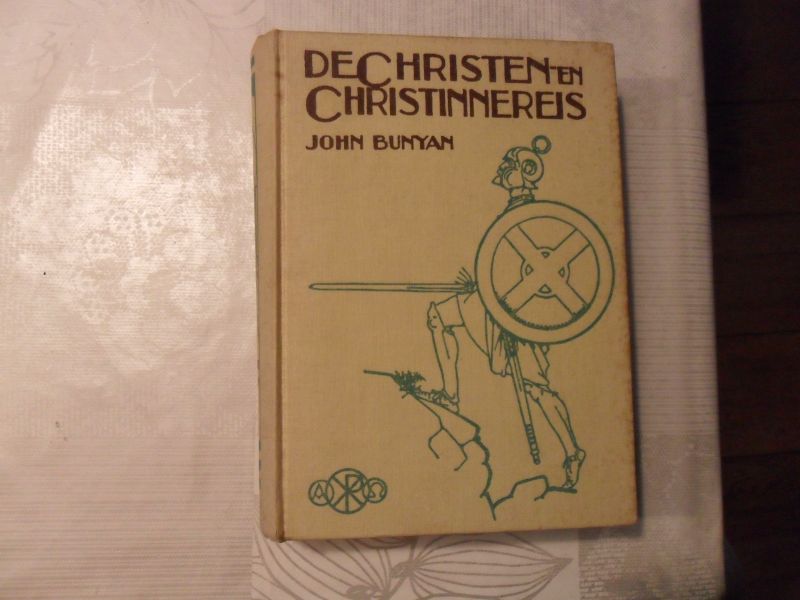 DE CHRISTEN EN
CHRISTINNEREIS
JOHN BUNYAN
Α ☧ Ω